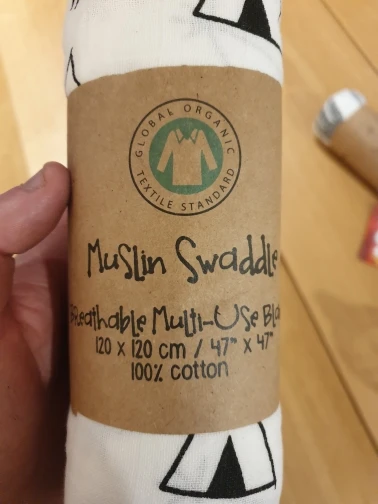 GLOBAL ORGANIC
TEXTILE STANDARD
Muslin Swaddle
Breathable Multi-Use
120 x 120 cm / 47" x 47"
100% cotton